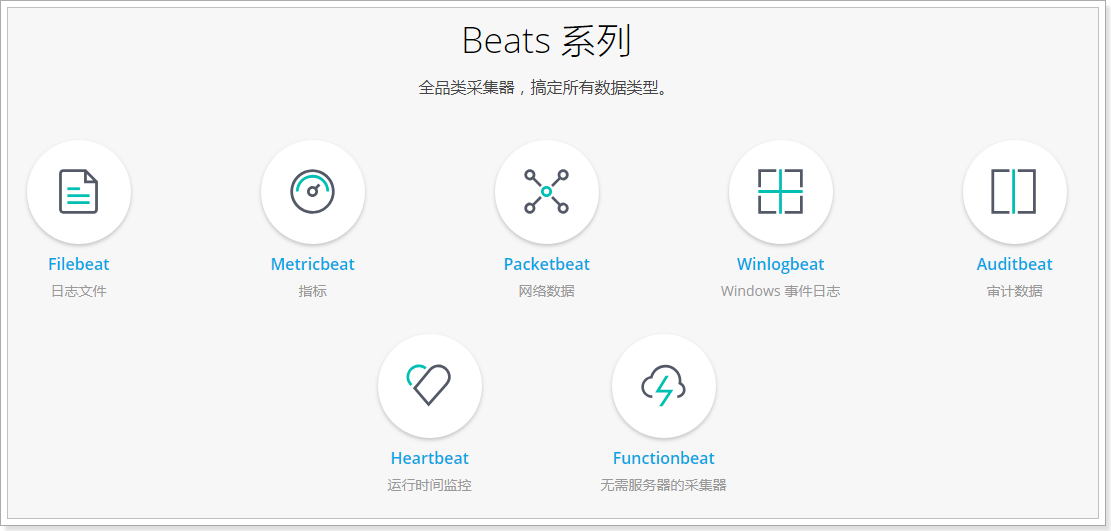 Beats 系列
全品类采集器，搞定所有数据类型。
Filebeat
日志文件
Metricbeat
指标
Packetbeat
网络数据
Winlogbeat
Windows 事件日志
Auditbeat
审计数据
Heartbeat
运行时间监控
Functionbeat
无需服务器的采集器